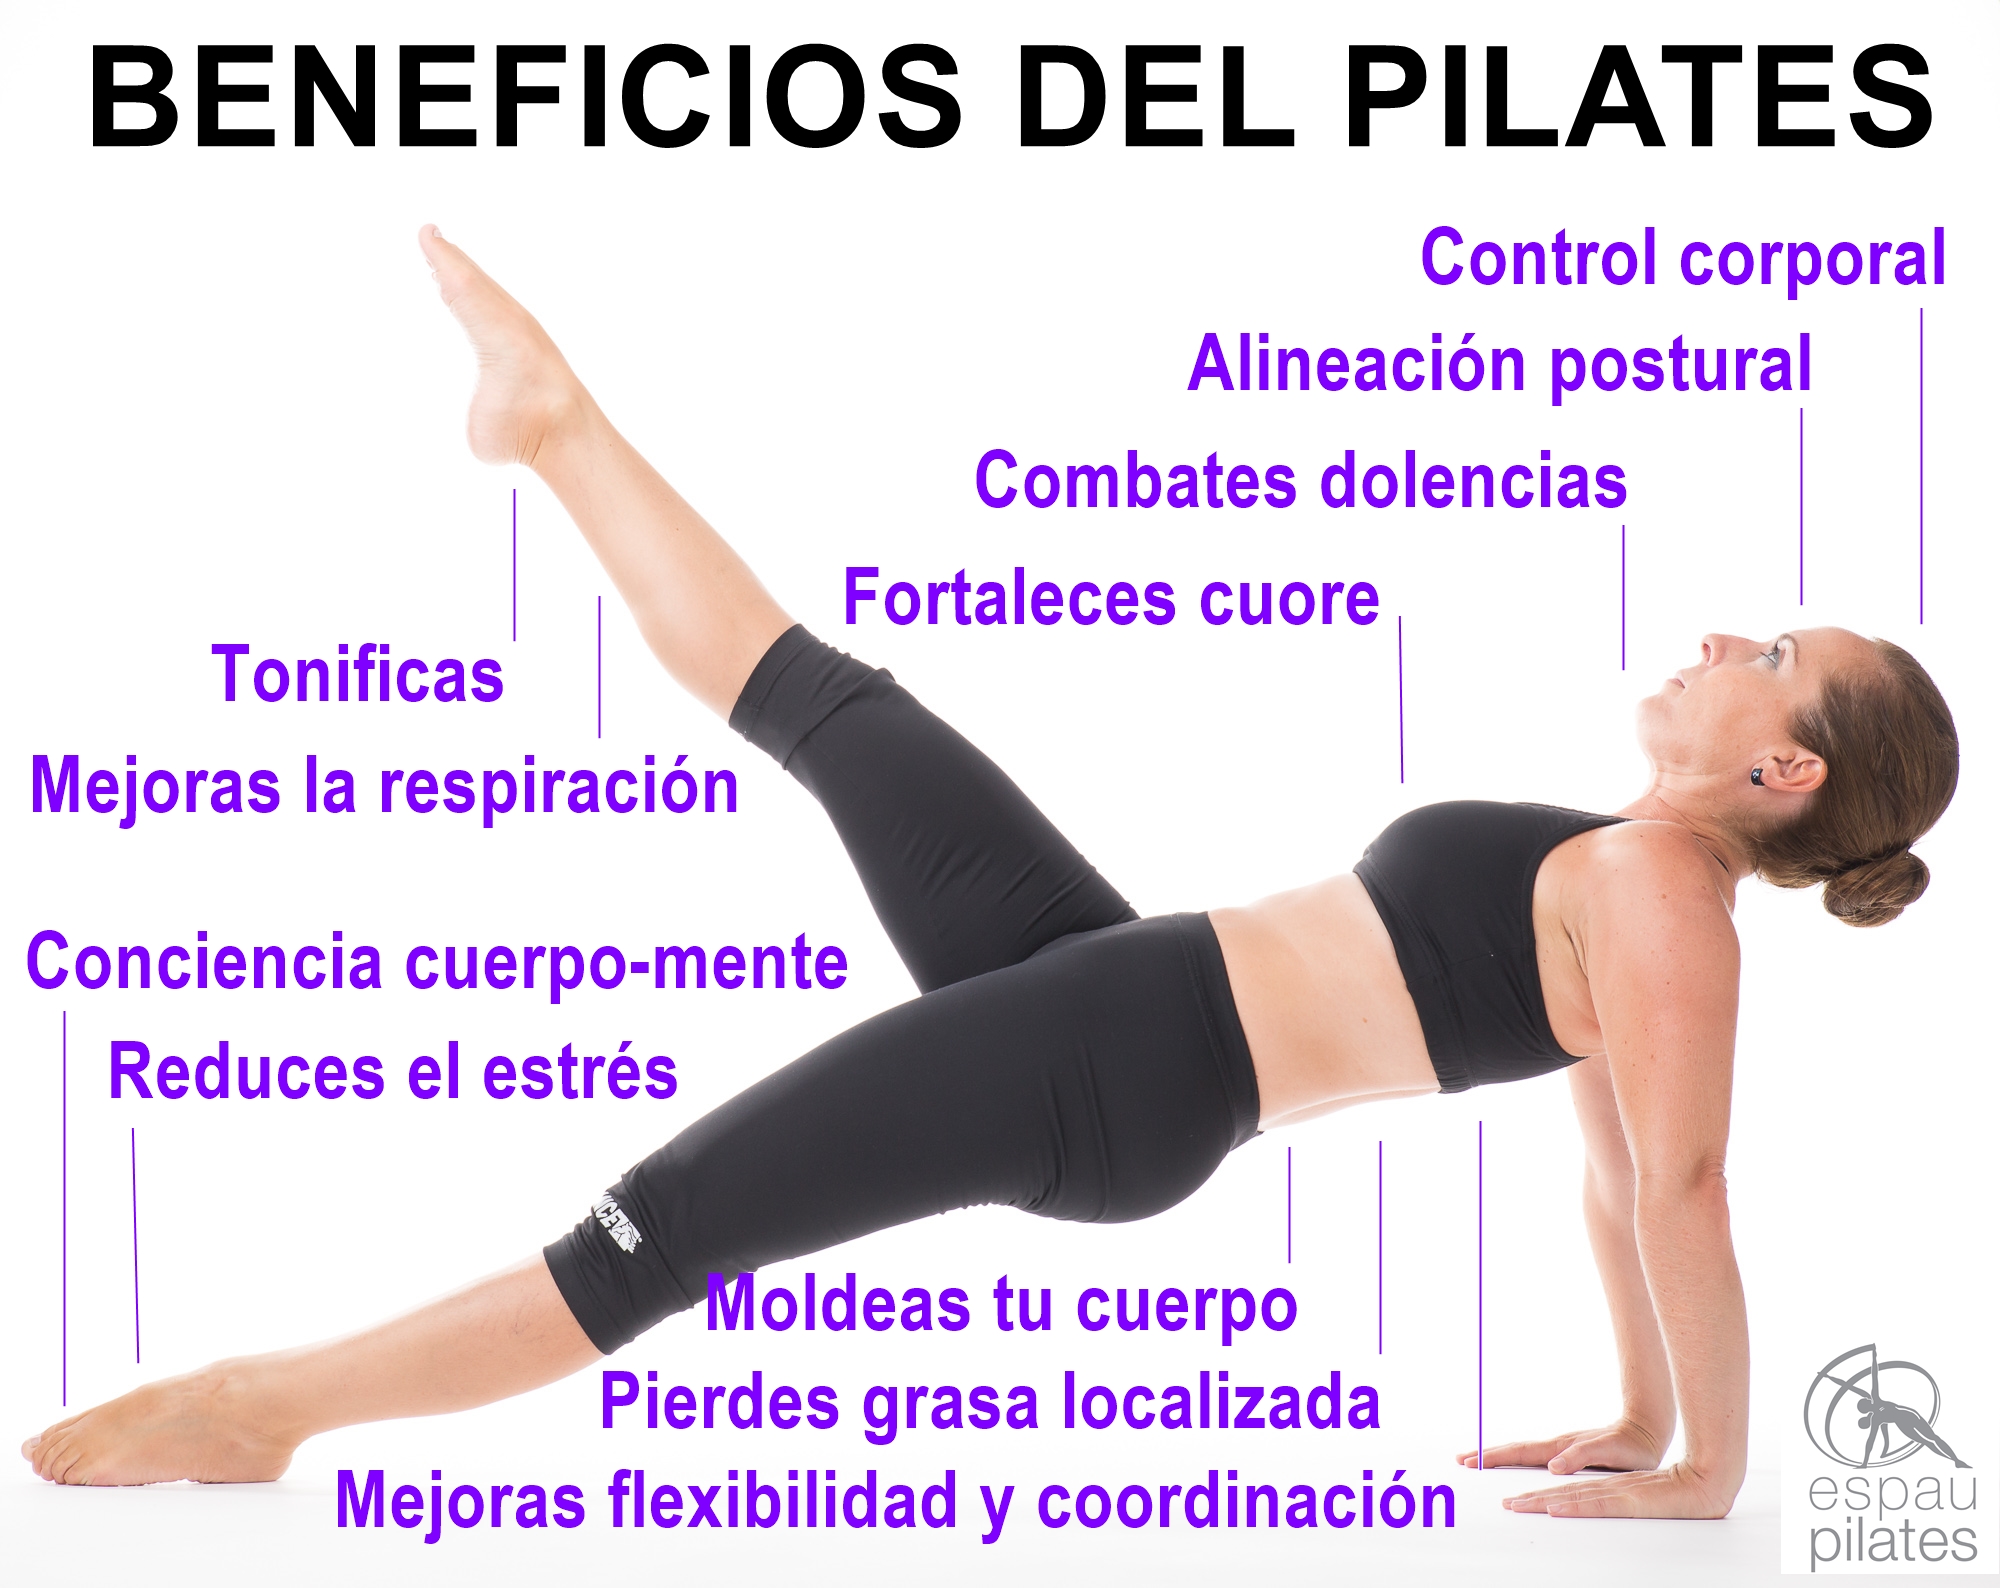 BENEFICIOS DEL PILATES
Control corporal
Alineación postural
Combates dolencias
Fortaleces cuore
Tonificas
Mejoras la respiración
Conciencia cuerpo-mente
Reduces el estrés
Moldeas tu cuerpo
Pierdes grasa localizada
Mejoras flexibilidad y coordinación
espau
pilates